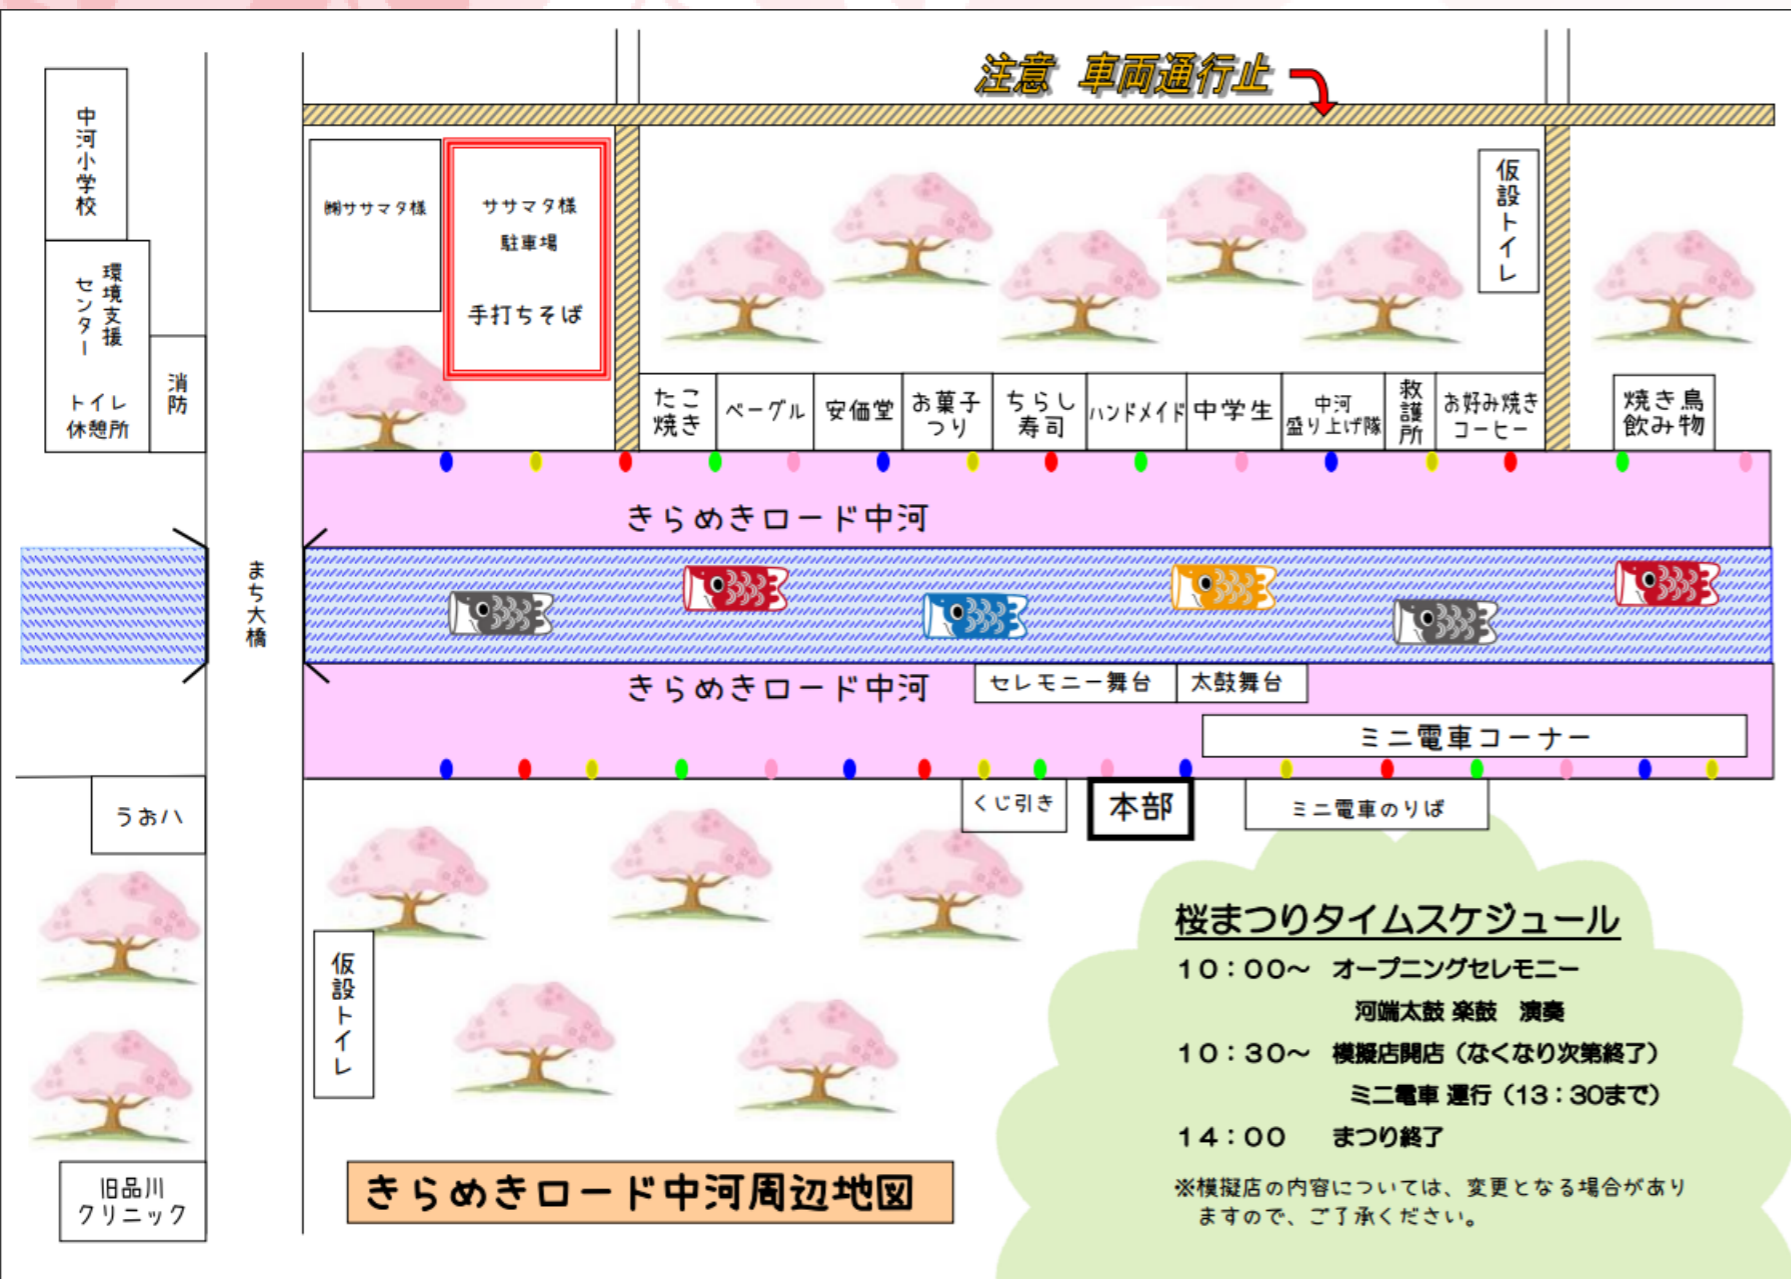 注意 車両通行止
中河小学校
環境支援
センター
トイレ
休憩所
消防
㈱ササマタ様
ササマタ様
駐車場
手打ちそば
仮設トイレ
たこ
焼き
ベーグル
安価堂
お菓子
つり
ちらし
寿司
ハンドメイド
中学生
中河
盛り上げ隊
救護所
お好み焼き
コーヒー
焼き鳥
飲み物
きらめきロード中河
まち大橋
きらめきロード中河
セレモニー舞台
太鼓舞台
ミニ電車コーナー
うおハ
くじ引き
本部
ミニ電車のりば
仮設トイレ
旧品川
クリニック
きらめきロード中河周辺地図
桜まつりタイムスケジュール
10:00～ オープニングセレモニー
河端太鼓 楽鼓 演奏
10:30～ 模擬店開店（なくなり次第終了）
ミニ電車 運行（13：30まで）
14:00 まつり終了
※模擬店の内容については、変更となる場合があり
ますので、ご了承ください。